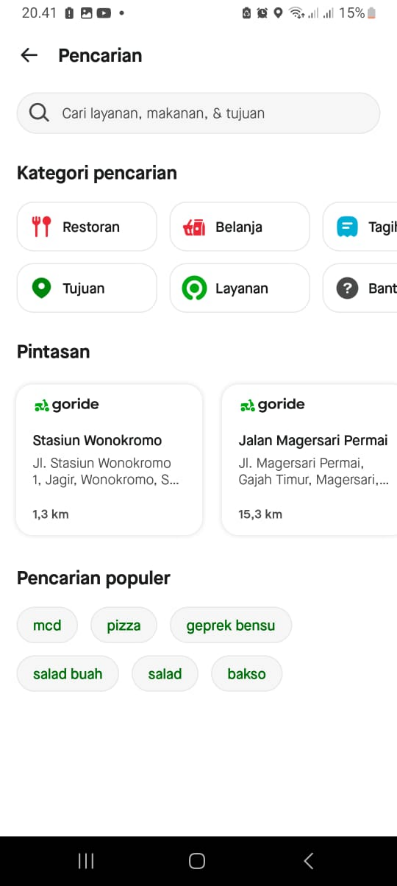 20.41
15%
Pencarian
Cari layanan, makanan, & tujuan
Kategori pencarian
Restoran
Belanja
Tagih
Tujuan
Layanan
? Bant
Pintasan
goride
Stasiun Wonokromo
Jl. Stasiun Wonokromo
1, Jagir, Wonokromo, S...
1,3 km
goride
Jalan Magersari Permai
Jl. Magersari Permai,
Gajah Timur, Magersari,...
15,3 km
Pencarian populer
mcd
pizza
geprek bensu
salad buah
salad
bakso